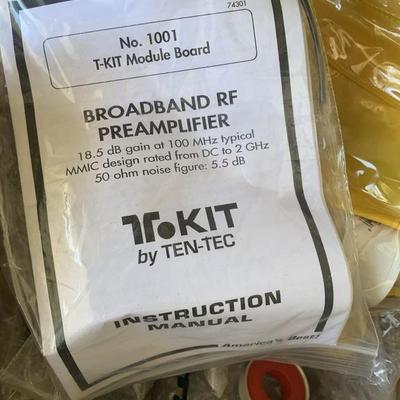 74301
No. 1001
T-KIT Module Board
BROADBAND RF
PREAMPLIFIER
18.5 dB gain at 100 MHz typical
MMIC design rated from DC to 2 GHz
50 ohm noise figure: 5.5 dB
T-KIT
by TEN-TEC
INSTRUCTION
MANUAL
America's Best!